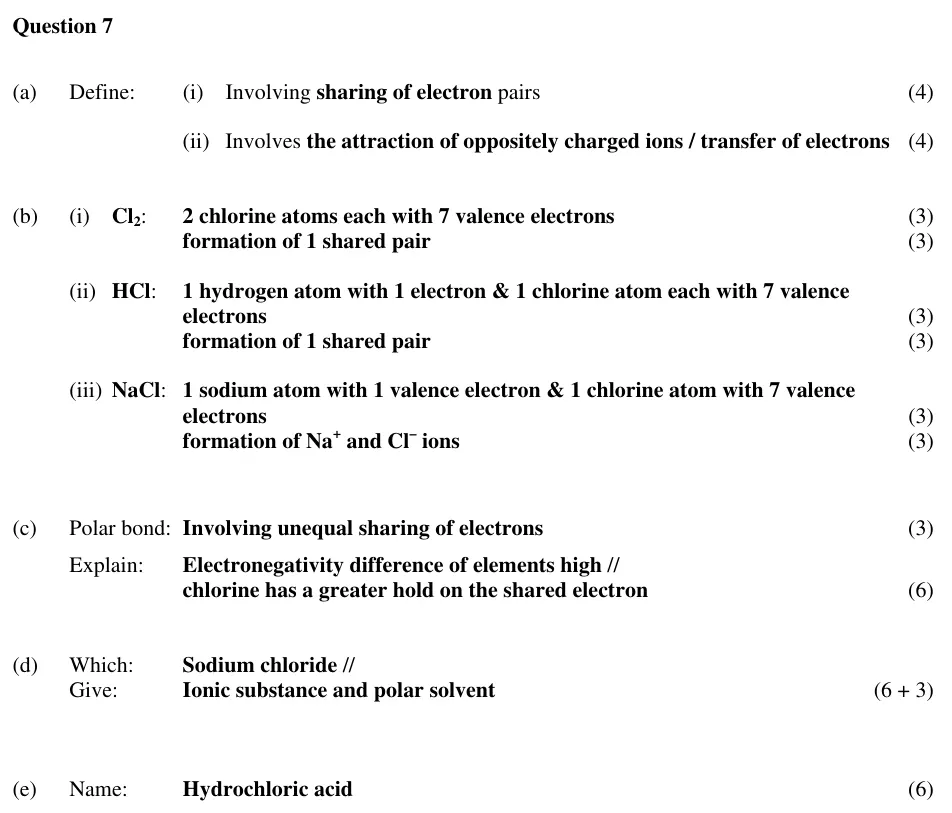 Question 7
(a) Define: (i) Involving sharing of electron pairs (4)
(ii) Involves the attraction of oppositely charged ions / transfer of electrons (4)
(b) (i) Cl₂: 2 chlorine atoms each with 7 valence electrons (3)
formation of 1 shared pair (3)
(ii) HCl: 1 hydrogen atom with 1 electron & 1 chlorine atom each with 7 valence
electrons (3)
formation of 1 shared pair (3)
(iii) NaCl: 1 sodium atom with 1 valence electron & 1 chlorine atom with 7 valence
electrons (3)
formation of Na⁺ and Cl⁻ ions (3)
(c) Polar bond: Involving unequal sharing of electrons (3)
Explain: Electronegativity difference of elements high //
chlorine has a greater hold on the shared electron (6)
(d) Which: Sodium chloride //
Give: Ionic substance and polar solvent (6 + 3)
(e) Name: Hydrochloric acid (6)